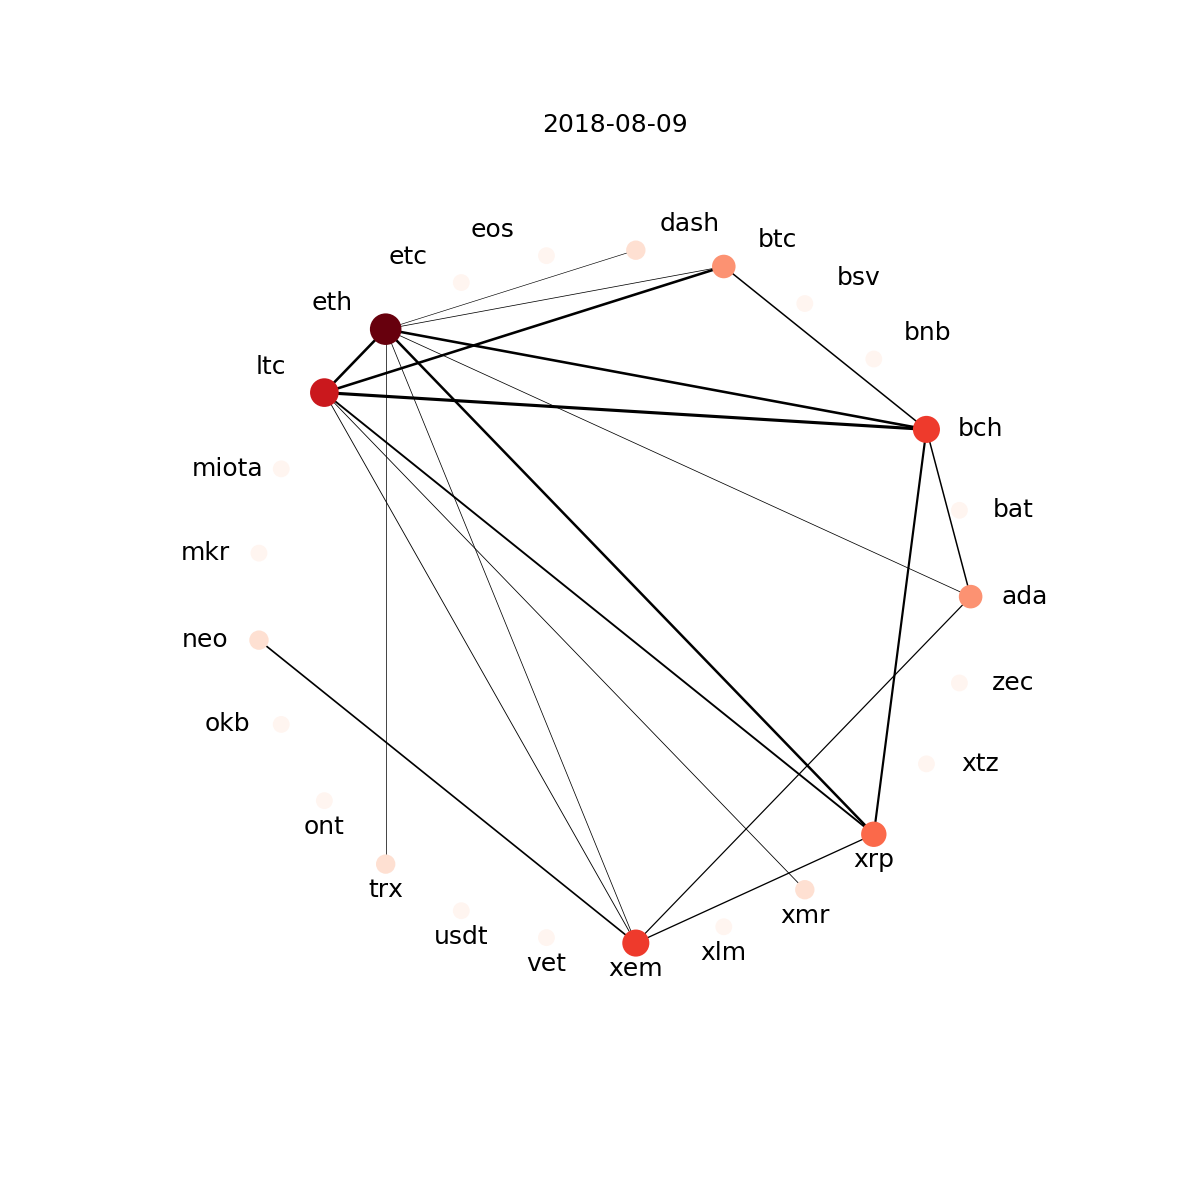 2018-08-09
dash
eos
btc
etc
bsv
eth
bnb
ltc
bch
miota
bat
mkr
ada
neo
zec
okb
xtz
ont
xrp
trx
xmr
usdt
xlm
vet
xem